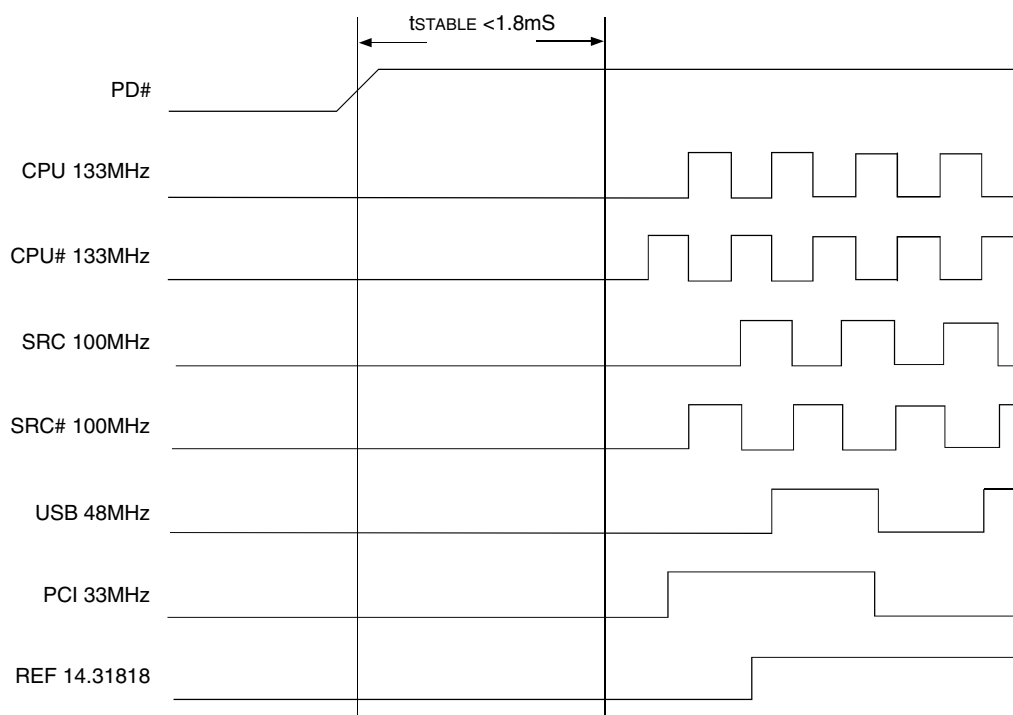 tSTABLE <1.8mS
PD#
CPU 133MHz
CPU# 133MHz
SRC 100MHz
SRC# 100MHz
USB 48MHz
PCI 33MHz
REF 14.31818